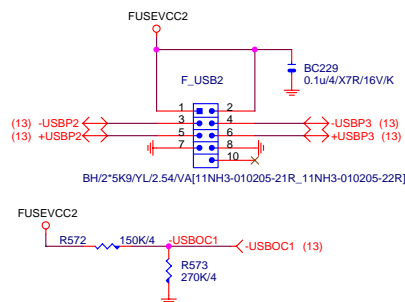 FUSEVCC2
BC229
0.1u/4/X7R/16V/K
F_USB2
1 2
(13) -USBP2 3 4 -USBP3 (13)
(13) +USBP2 5 6 +USBP3 (13)
7 8
10
BH/2*5K9/YL/2.54/VA[11NH3-010205-21R_11NH3-010205-22R]
FUSEVCC2
R572 150K/4 -USBOC1 -USBOC1 (13)
R573
270K/4